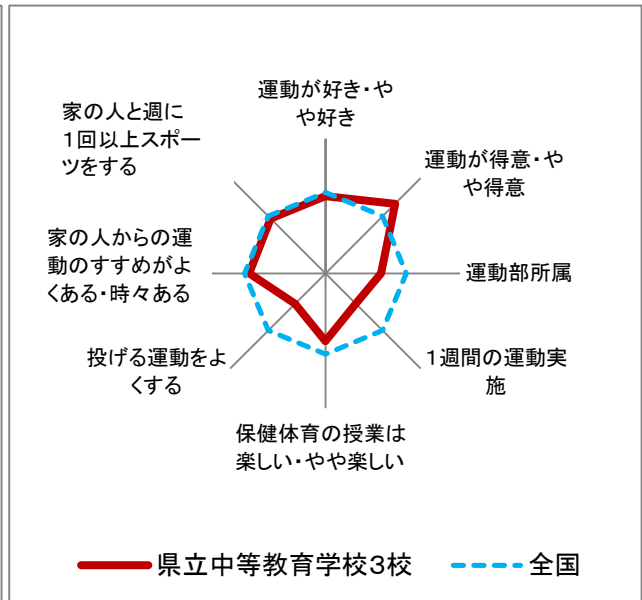 運動が好き・や
や好き
運動が得意・や
や得意
運動部所属
１週間の運動実
施
保健体育の授業は
楽しい・やや楽しい
投げる運動をよ
くする
家の人からの運
動のすすめがよ
くある・時々ある
家の人と週に
１回以上スポー
ツをする
県立中等教育学校３校
全国